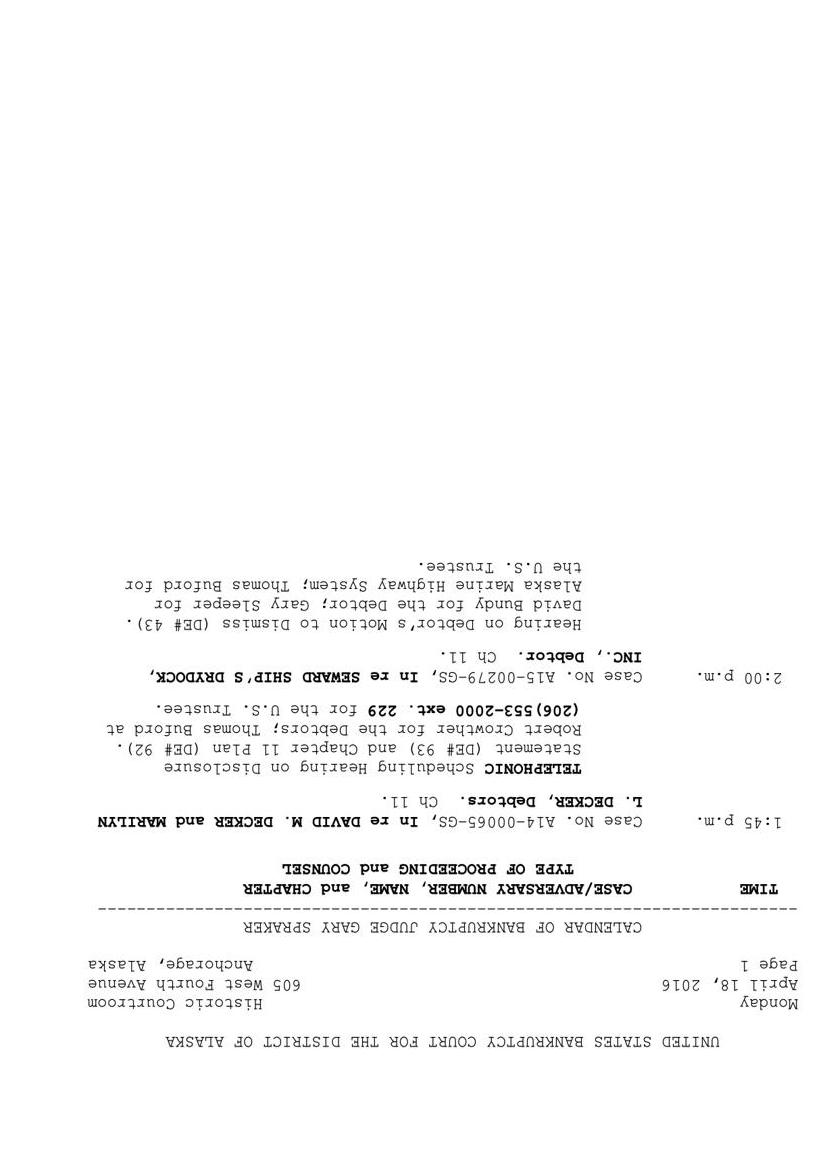 UNITED STATES BANKRUPTCY COURT FOR THE DISTRICT OF ALASKA
Monday Historic Courtroom
April 18, 2016 605 West Fourth Avenue
Page 1 Anchorage, Alaska
CALENDAR OF BANKRUPTCY JUDGE GARY SPRAKER
--------------------------------------------------------------------------
TIME CASE/ADVERSARY NUMBER, NAME, and CHAPTER
TYPE OF PROCEEDING and COUNSEL
1:45 p.m. Case No. A14-00065-GS, In re DAVID M. DECKER and MARILYN
L. DECKER, Debtors. Ch 11.
TELEPHONIC Scheduling Hearing on Disclosure
Statement (DE# 93) and Chapter 11 Plan (DE# 92).
Robert Crowther for the Debtors; Thomas Buford at
(206)553-2000 ext. 229 for the U.S. Trustee.
2:00 p.m. Case No. A15-00279-GS, In re SEWARD SHIP'S DRYDOCK,
INC., Debtor. Ch 11.
Hearing on Debtor's Motion to Dismiss (DE# 43).
David Bundy for the Debtor; Gary Sleeper for
Alaska Marine Highway System; Thomas Buford for
the U.S. Trustee.